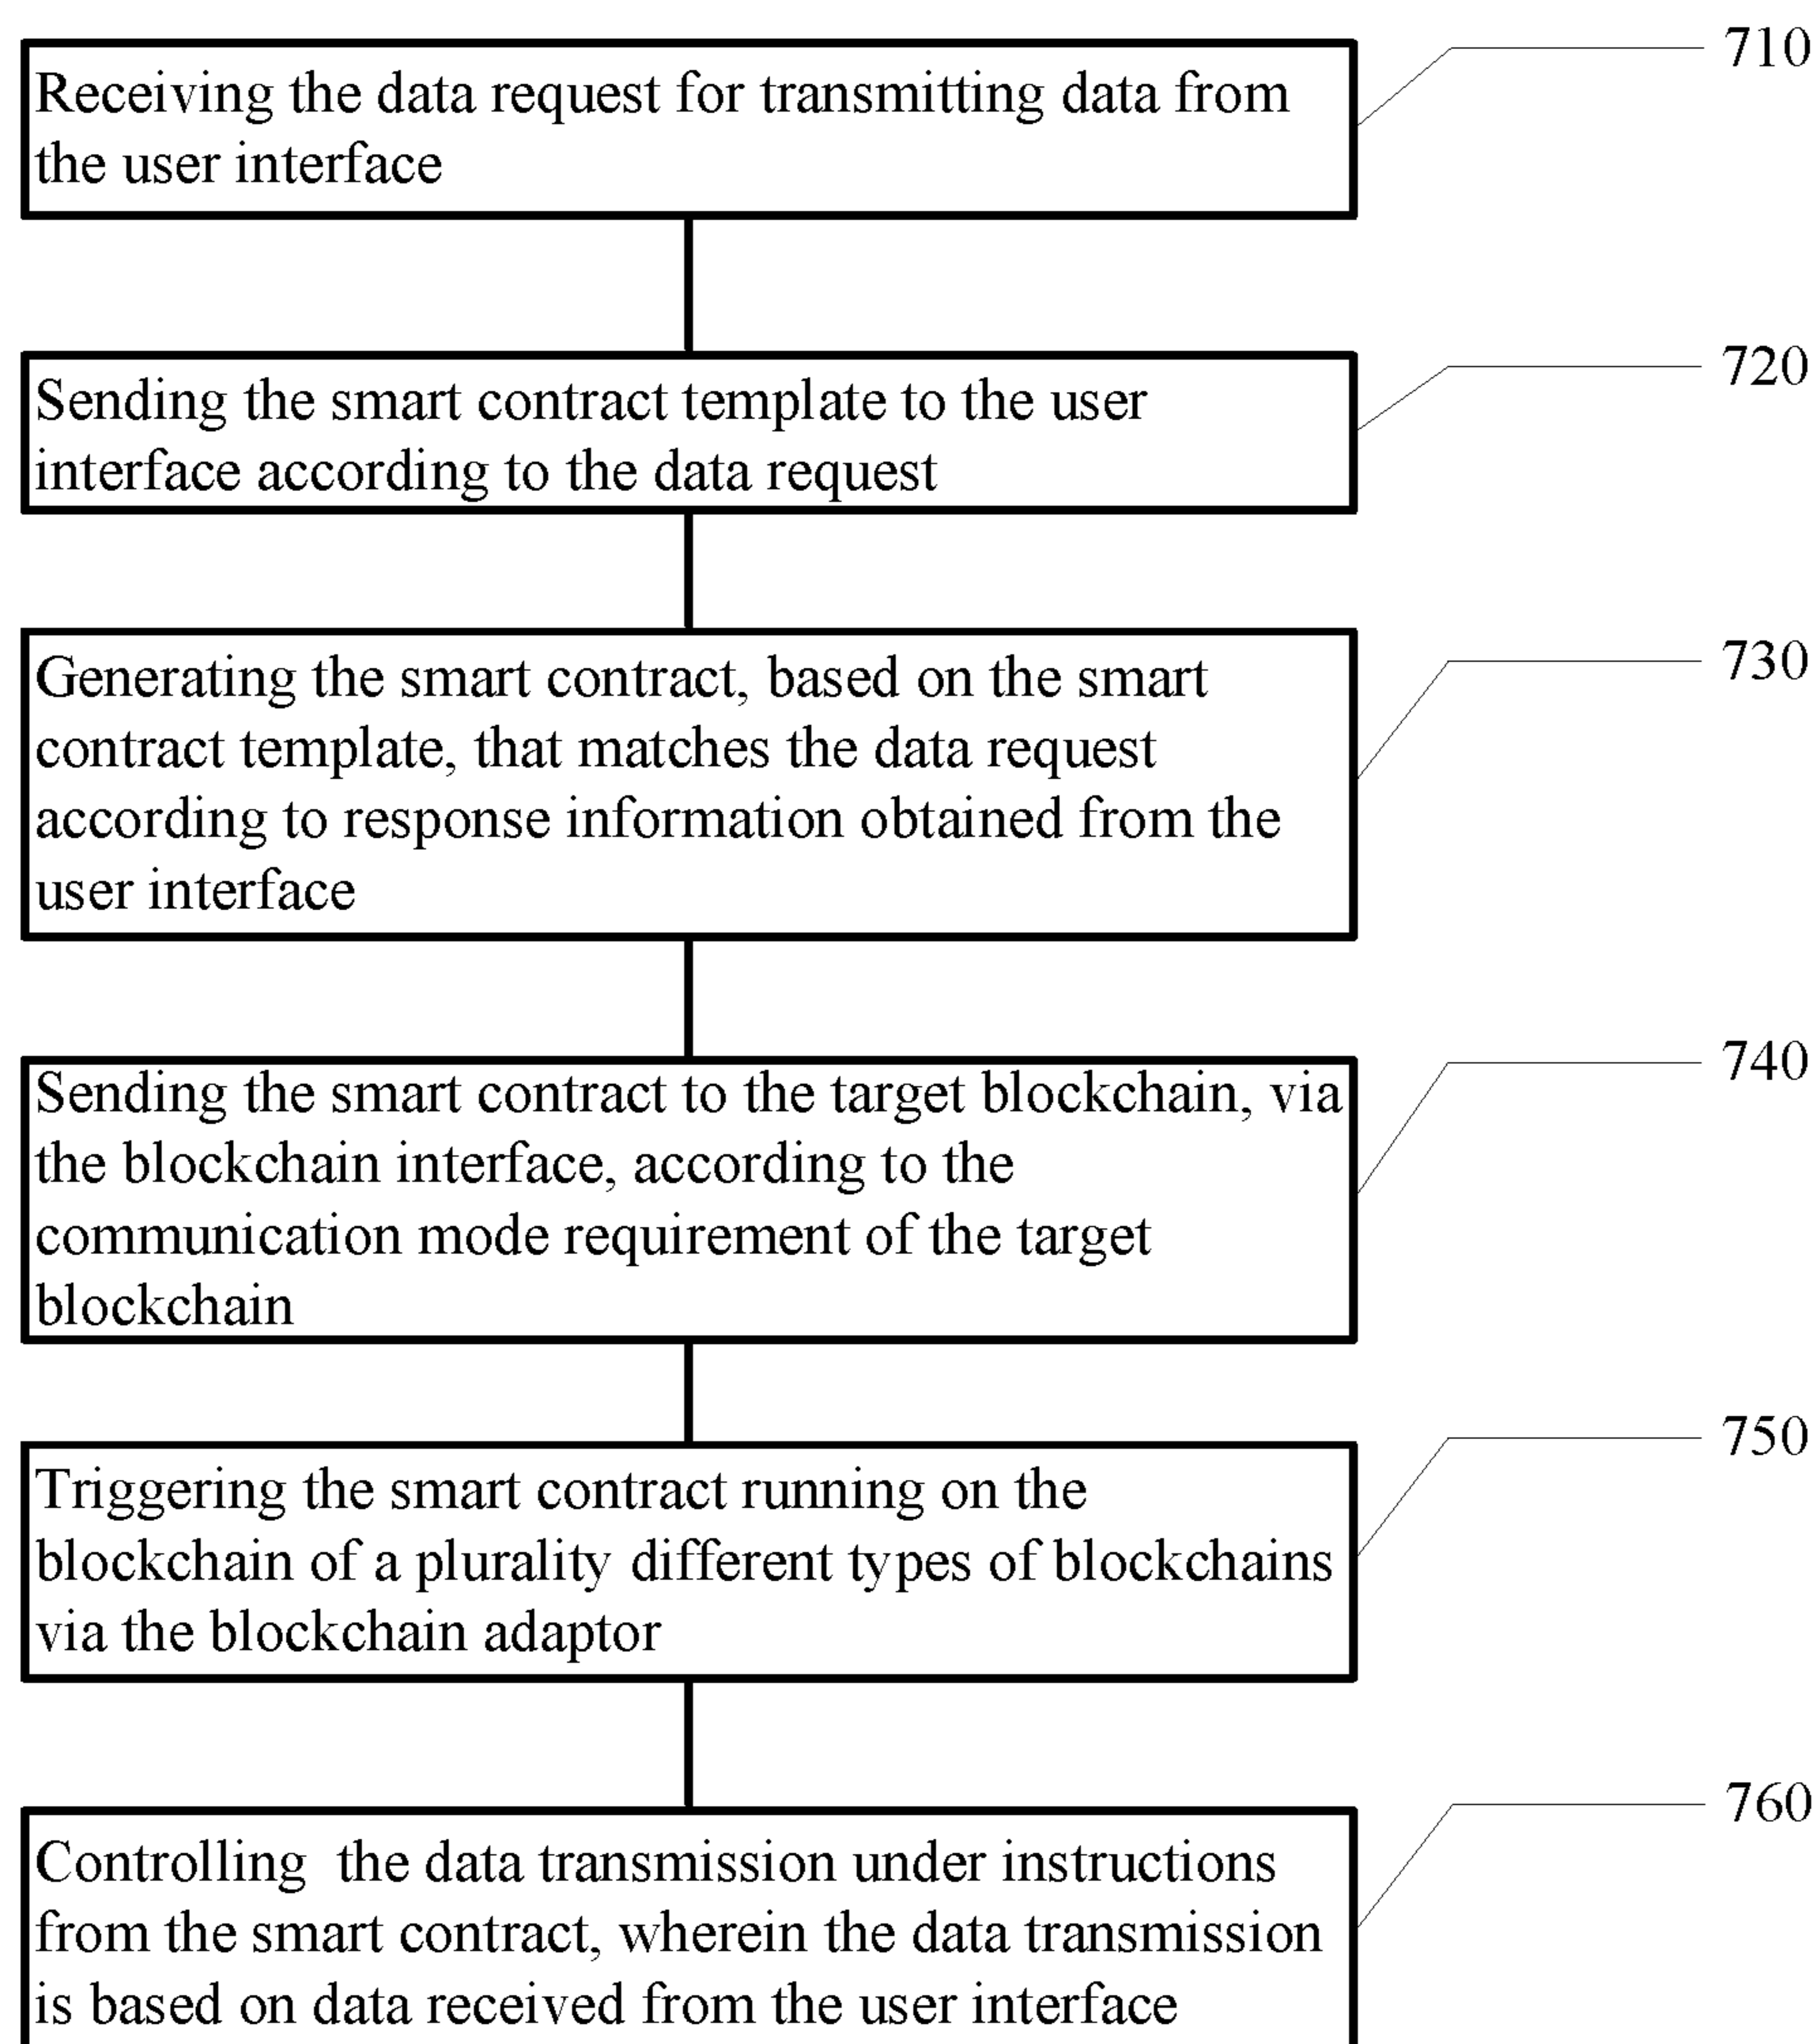 710
Receiving the data request for transmitting data from
the user interface
720
Sending the smart contract template to the user
interface according to the data request
730
Generating the smart contract, based on the smart
contract template, that matches the data request
according to response information obtained from the
user interface
740
Sending the smart contract to the target blockchain, via
the blockchain interface, according to the
communication mode requirement of the target
blockchain
750
Triggering the smart contract running on the
blockchain of a plurality different types of blockchains
via the blockchain adaptor
760
Controlling  the data transmission under instructions
from the smart contract, wherein the data transmission
is based on data received from the user interface